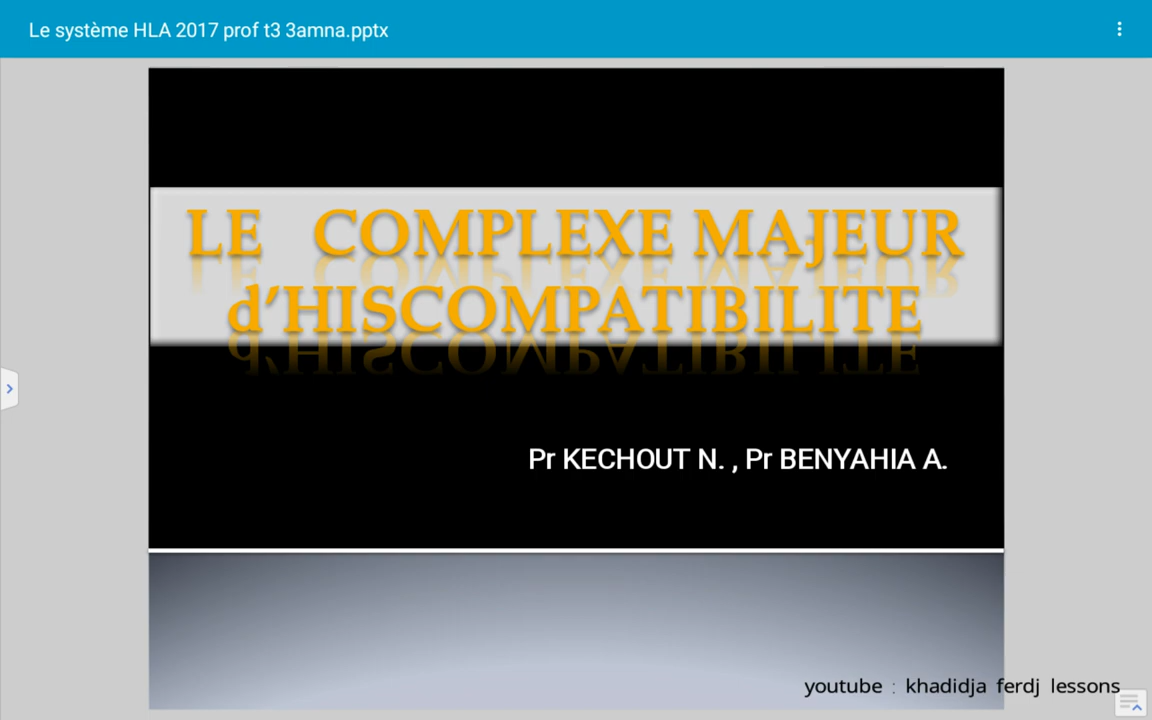 Le système HLA 2017 prof t3 3amna.pptx
LE COMPLEXE MAJEUR
d’HISCOMPATIBILITE
Pr KECHOUT N. , Pr BENYAHIA A.
youtube : khadidja ferdj lessons